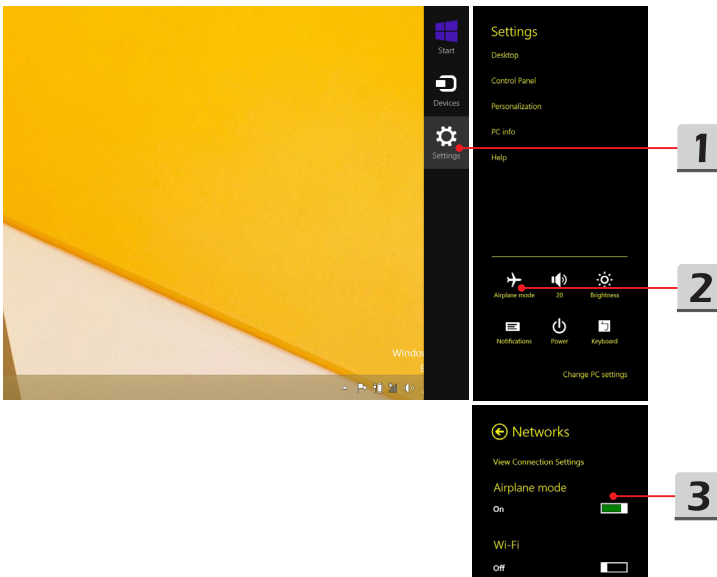 Start
Devices
Settings
Settings
Desktop
Control Panel
Personalization
PC info
Help
1
Airplane mode
20
Brightness
2
Notifications
Power
Keyboard
Change PC settings
Windo
Networks
View Connection Settings
Airplane mode
On
3
Wi-Fi
Off